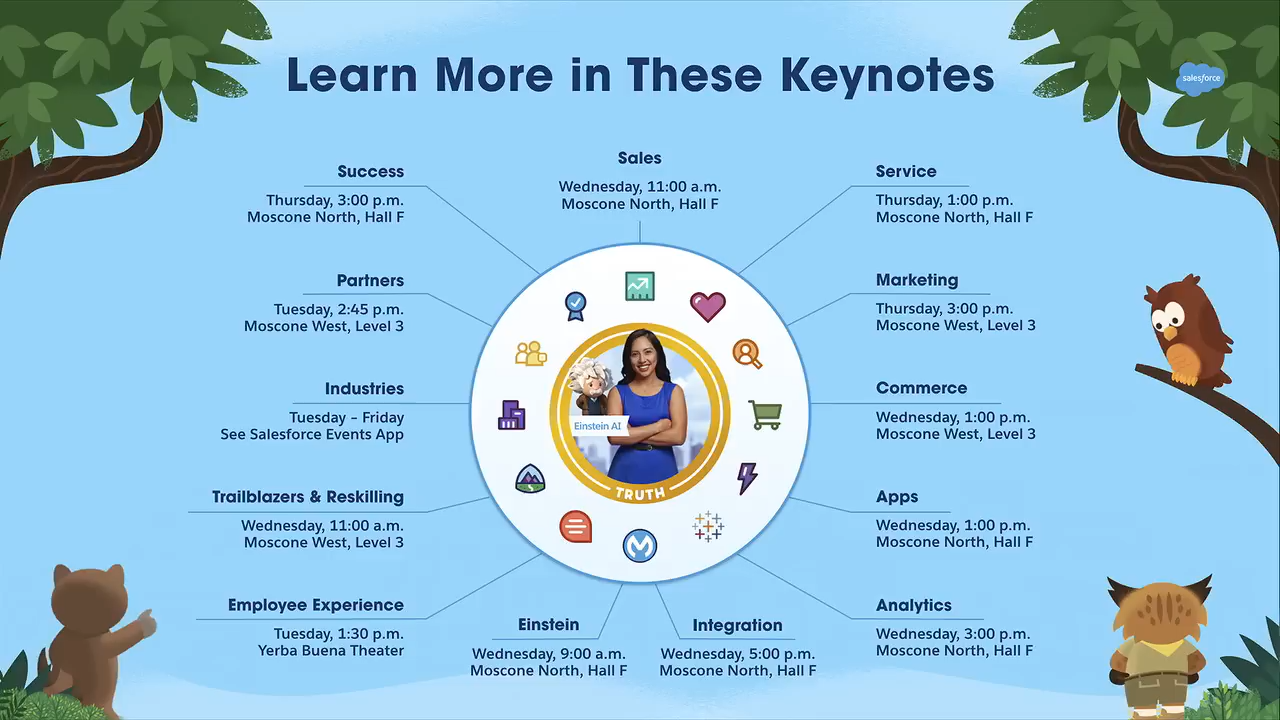 Learn More in These Keynotes
salesforce
Sales
Wednesday, 11:00 a.m.
Moscone North, Hall F
Success
Thursday, 3:00 p.m.
Moscone North, Hall F
Service
Thursday, 1:00 p.m.
Moscone North, Hall F
Partners
Tuesday, 2:45 p.m.
Moscone West, Level 3
Marketing
Thursday, 3:00 p.m.
Moscone West, Level 3
Industries
Tuesday – Friday
See Salesforce Events App
Commerce
Wednesday, 1:00 p.m.
Moscone West, Level 3
Einstein AI
TRUTH
Trailblazers & Reskilling
Wednesday, 11:00 a.m.
Moscone West, Level 3
Apps
Wednesday, 1:00 p.m.
Moscone North, Hall F
Employee Experience
Tuesday, 1:30 p.m.
Yerba Buena Theater
Einstein
Wednesday, 9:00 a.m.
Moscone North, Hall F
Integration
Wednesday, 5:00 p.m.
Moscone North, Hall F
Analytics
Wednesday, 3:00 p.m.
Moscone North, Hall F